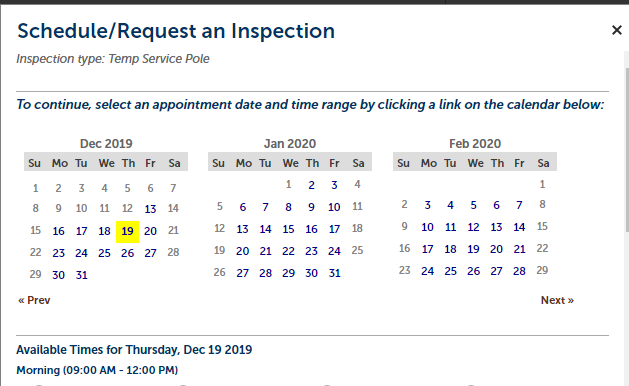 Schedule/Request an Inspection
×
Inspection type: Temp Service Pole
To continue, select an appointment date and time range by clicking a link on the calendar below:
Dec 2019 Jan 2020 Feb 2020
Su Mo Tu We Th Fr Sa Su Mo Tu We Th Fr Sa Su Mo Tu We Th Fr Sa
1 2 3 4 5 6 7 1 2 3 4 1
8 9 10 11 12 13 14 5 6 7 8 9 10 11 2 3 4 5 6 7 8
15 16 17 18 19 20 21 12 13 14 15 16 17 18 9 10 11 12 13 14 15
22 23 24 25 26 27 28 19 20 21 22 23 24 25 16 17 18 19 20 21 22
29 30 31 26 27 28 29 30 31 23 24 25 26 27 28 29
« Prev Next »
Available Times for Thursday, Dec 19 2019
Morning (09:00 AM - 12:00 PM)